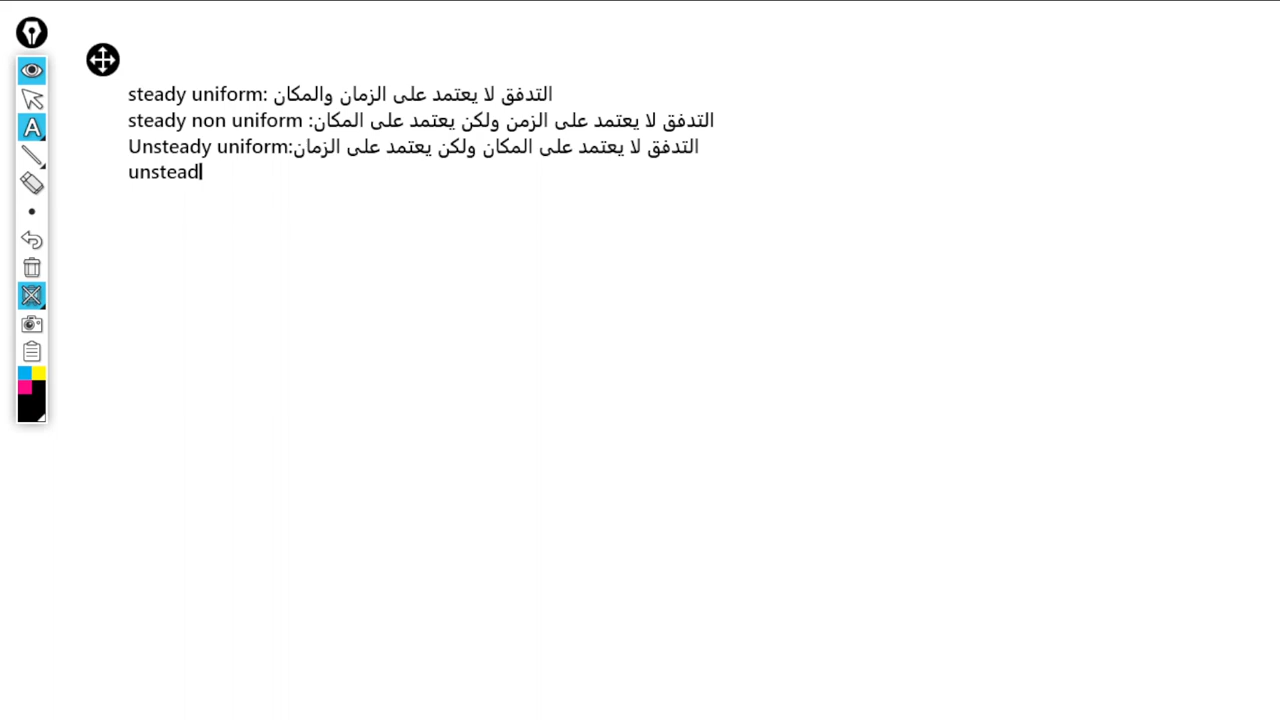 steady uniform: التدفق لا يعتمد على الزمان والمكان
steady non uniform :التدفق لا يعتمد على الزمن ولكن يعتمد على المكان
Unsteady uniform:التدفق لا يعتمد على المكان ولكن يعتمد على الزمان
unstead